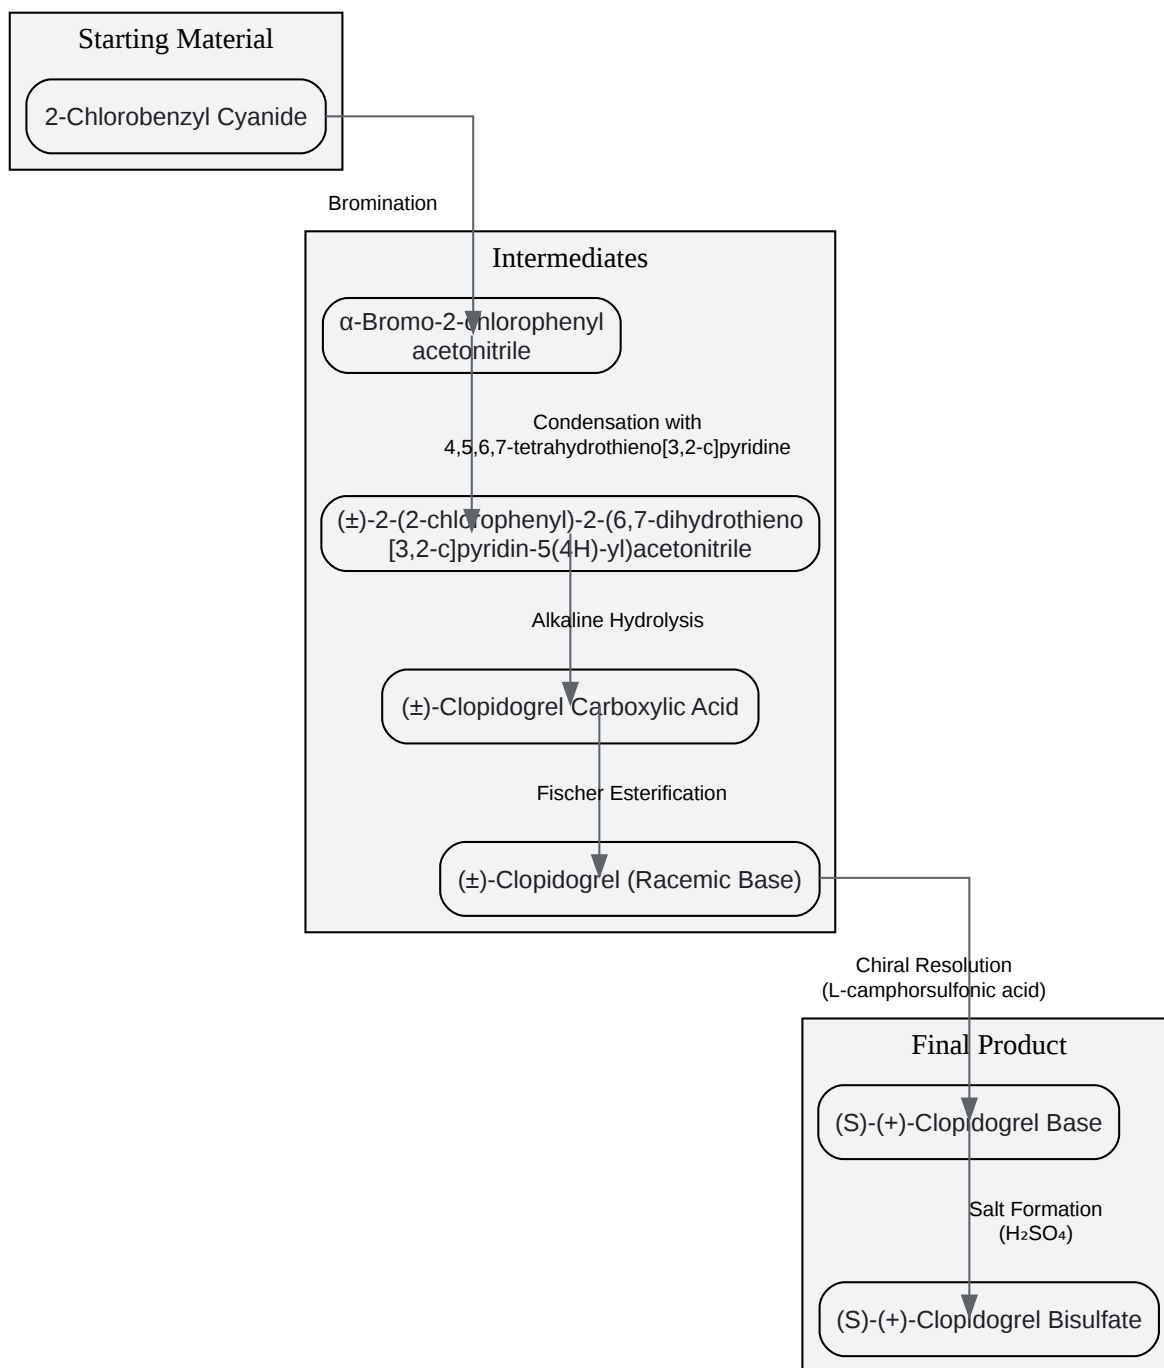 Starting Material
2-Chlorobenzyl Cyanide
Bromination
Intermediates
α-Bromo-2-chlorophenyl
acetonitrile
Condensation with
4,5,6,7-tetrahydrothieno[3,2-c]pyridine
(±)-2-(2-chlorophenyl)-2-(6,7-dihydrothieno
[3,2-c]pyridin-5(4H)-yl)acetonitrile
Alkaline Hydrolysis
(±)-Clopidogrel Carboxylic Acid
Fischer Esterification
(±)-Clopidogrel (Racemic Base)
Chiral Resolution
(L-camphorsulfonic acid)
Final Product
(S)-(+)-Clopidogrel Base
Salt Formation
(H₂SO₄)
(S)-(+)-Clopidogrel Bisulfate